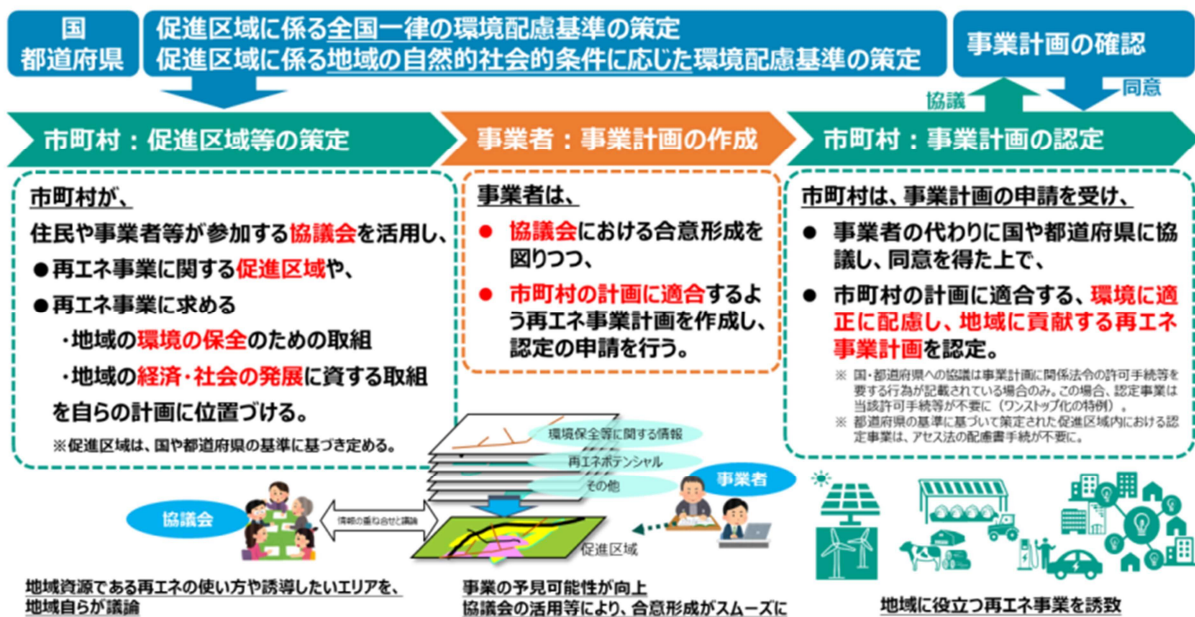 国
都道府県
促進区域に係る全国一律の環境配慮基準の策定
促進区域に係る地域の自然的社会的条件に応じた環境配慮基準の策定
事業計画の確認
協議
同意
市町村：促進区域等の策定
市町村が、
住民や事業者等が参加する協議会を活用し、
●再エネ事業に関する促進区域や、
●再エネ事業に求める
・地域の環境の保全のための取組
・地域の経済・社会の発展に資する取組
を自らの計画に位置づける。
※促進区域は、国や都道府県の基準に基づき定める。
事業者：事業計画の作成
事業者は、
● 協議会における合意形成を
図りつつ、
● 市町村の計画に適合するよ
う再エネ事業計画を作成し、
認定の申請を行う。
市町村：事業計画の認定
市町村は、事業計画の申請を受け、
● 事業者の代わりに国や都道府県に協
議し、同意を得た上で、
● 市町村の計画に適合する、環境に適
正に配慮し、地域に貢献する再エネ
事業計画を認定。
※ 国・都道府県への協議は事業計画に関係法令の許可手続等を
要する行為が記載されている場合のみ。この場合、認定事業は
当該許可手続等が不要に（ワンストップ化の特例）。
※ 都道府県の基準に基づいて策定された促進区域内における認
定事業は、アセス法の配慮書手続が不要に。
協議会
情報の重ね合せと議論
環境保全等に関する情報
再エネポテンシャル
その他
促進区域
事業者
地域資源である再エネの使い方や誘導したいエリアを、
地域自らが議論
事業の予見可能性が向上
協議会の活用等により、合意形成がスムーズに
地域に役立つ再エネ事業を誘致